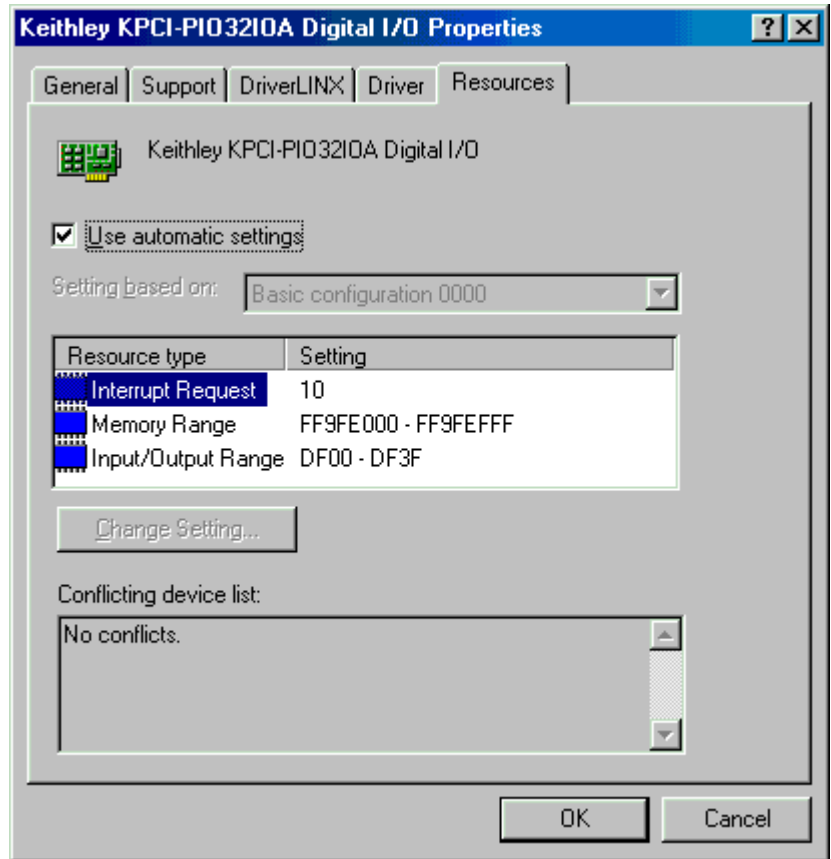 Keithley KPCI-PIO32IOA Digital I/O Properties
General Support DriverLINX Driver Resources
Keithley KPCI-PIO32IOA Digital I/O
Use automatic settings
Setting based on: Basic configuration 0000
Resource type Setting
Interrupt Request 10
Memory Range FF9FE000 - FF9FEFFF
Input/Output Range DF00 - DF3F
Change Setting...
Conflicting device list:
No conflicts.
OK Cancel